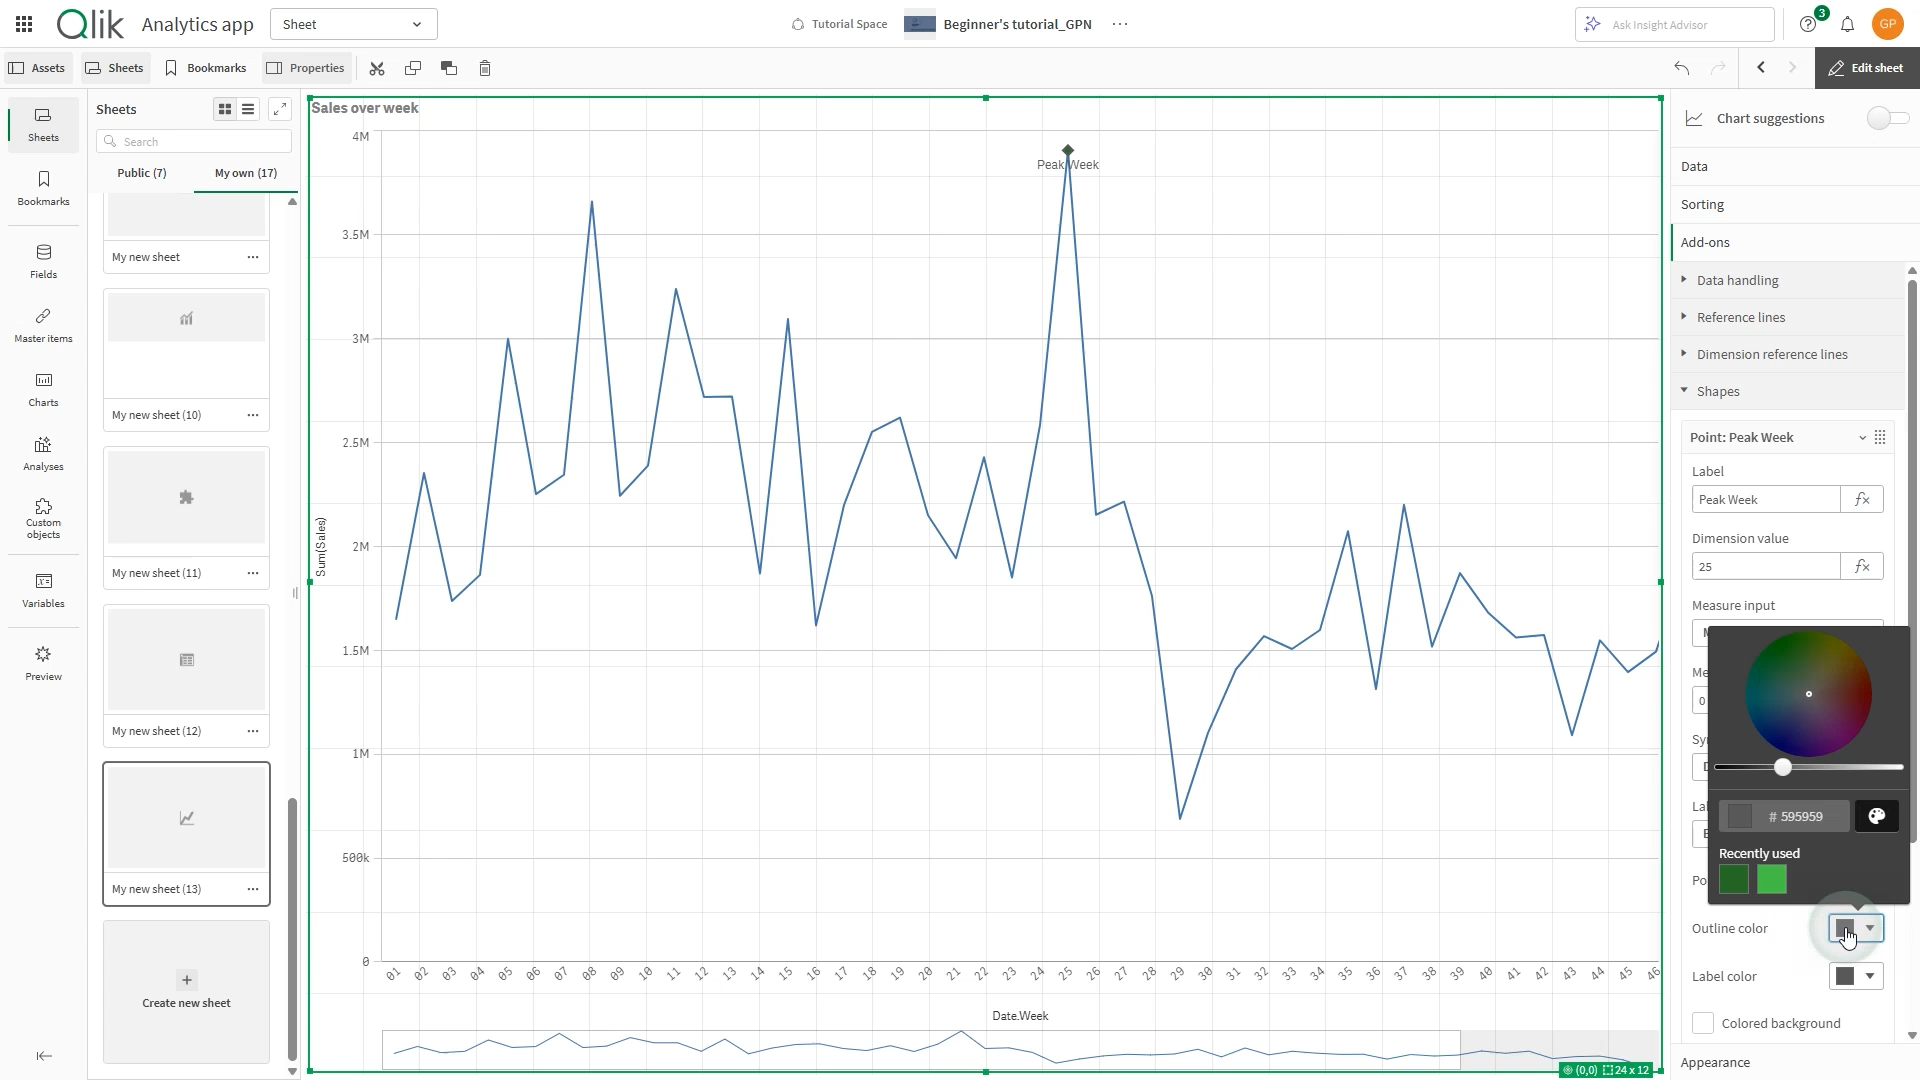 Qlik
Analytics app
Sheet
Tutorial Space
Beginner's tutorial_GPN
Ask Insight Advisor
3
GP
Assets
Sheets
Bookmarks
Properties
Edit sheet
Sheets
Bookmarks
Fields
Master items
Charts
Analyses
Custom
objects
Variables
Preview
Sheets
Search
Public (7)
My own (17)
My new sheet
My new sheet (10)
My new sheet (11)
My new sheet (12)
My new sheet (13)
Create new sheet
Sales over week
Peak Week
4M
3.5M
3M
2.5M
2M
1.5M
1M
500k
0
Sum(Sales)
01 02 03 04 05 06 07 08 09 10 11 12 13 14 15 16 17 18 19 20 21 22 23 24 25 26 27 28 29 30 31 32 33 34 35 36 37 38 39 40 41 42 43 44 45 46
Date.Week
(0,0) 24 x 12
Chart suggestions
Data
Sorting
Add-ons
Data handling
Reference lines
Dimension reference lines
Shapes
Point: Peak Week
Label
Peak Week
fx
Dimension value
25
fx
Measure input
0
# 595959
Recently used
Outline color
Label color
Colored background
Appearance